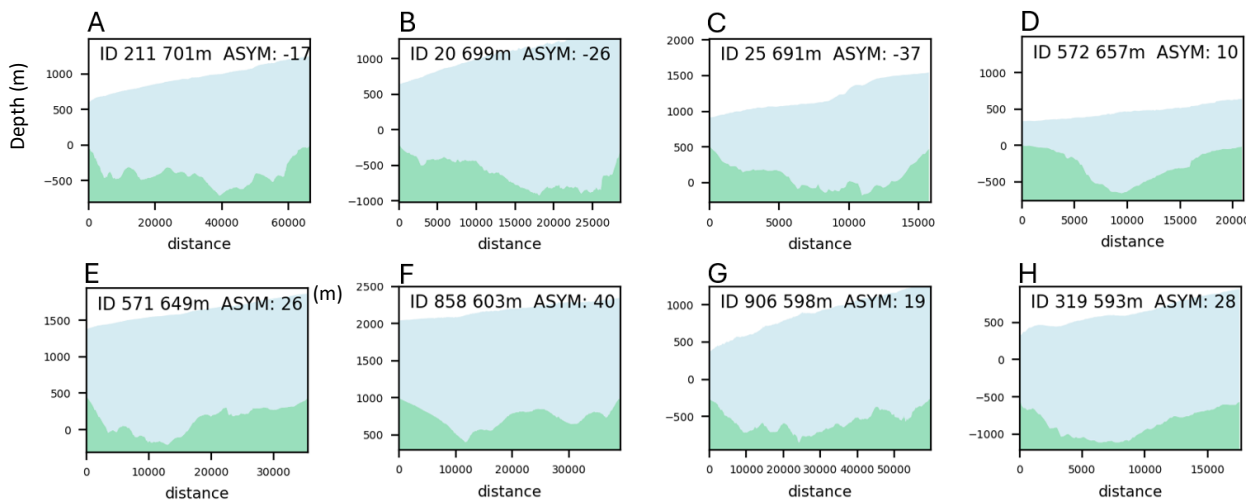 A
B
C
D
Depth (m)
ID 211 701m ASYM: -17
1000
500
0
−500
0
20000
40000
60000
distance
ID 20 699m ASYM: -26
1000
500
0
−500
−1000
0
5000
10000
15000
20000
25000
distance
ID 25 691m ASYM: -37
2000
1500
1000
500
0
0
5000
10000
15000
distance
ID 572 657m ASYM: 10
1000
500
0
−500
0
5000
10000
15000
20000
distance
E
(m)
F
G
H
ID 571 649m ASYM: 26
1500
1000
500
0
0
10000
20000
30000
distance
ID 858 603m ASYM: 40
2500
2000
1500
1000
500
0
10000
20000
30000
distance
ID 906 598m ASYM: 19
1000
500
0
−500
0
10000
20000
30000
40000
50000
distance
ID 319 593m ASYM: 28
500
0
−500
−1000
0
5000
10000
15000
distance